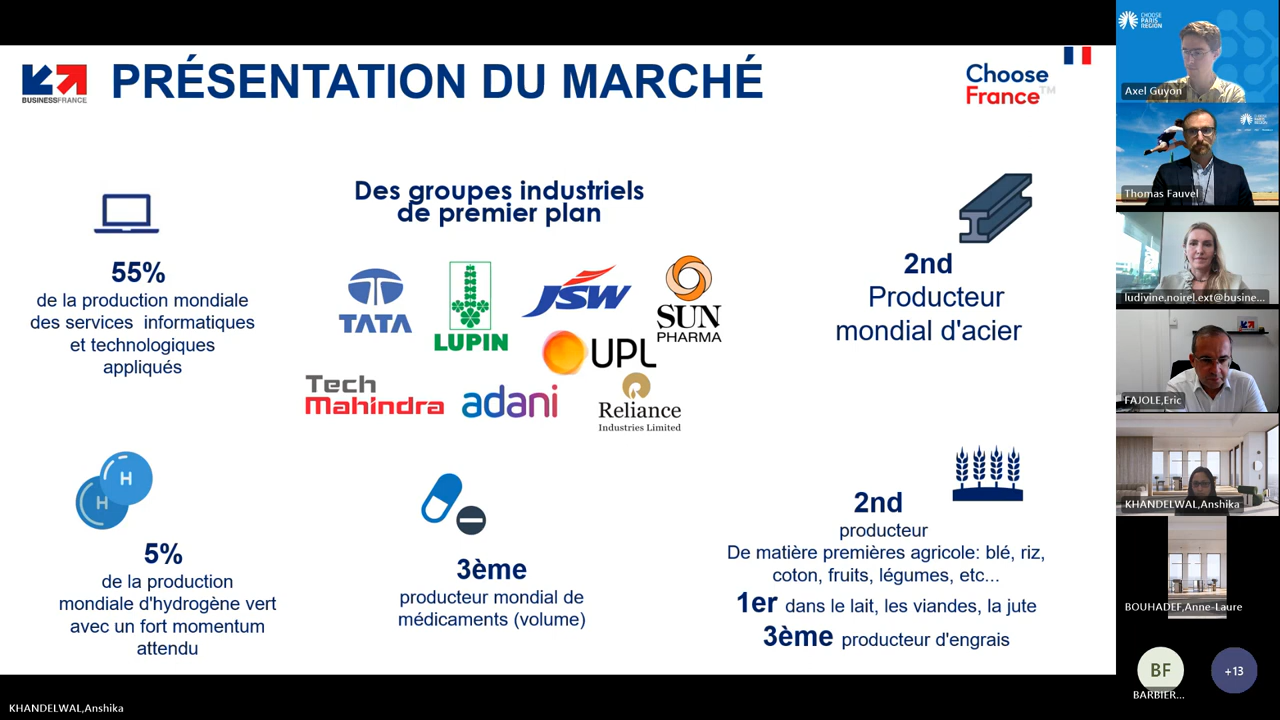 BUSINESSFRANCE
PRÉSENTATION DU MARCHÉ
Choose
France™
55%
de la production mondiale
des services informatiques
et technologiques
appliqués
Des groupes industriels
de premier plan
TATA
LUPIN
JSW
SUN
PHARMA
UPL
Tech
Mahindra
adani
Reliance
Industries Limited
2nd
Producteur
mondial d'acier
H
H
5%
de la production
mondiale d'hydrogène vert
avec un fort momentum
attendu
3ème
producteur mondial de
médicaments (volume)
2nd
producteur
De matière premières agricole: blé, riz,
coton, fruits, légumes, etc...
1er dans le lait, les viandes, la jute
3ème producteur d'engrais
CHOOSE
PARIS
REGION
Axel Guyon
Thomas Fauvel
ludivine.noirel.ext@busine...
FAJOLE,Eric
KHANDELWAL,Anshika
BOUHADEF,Anne-Laure
BF
BARBIER...
+13
KHANDELWAL,Anshika